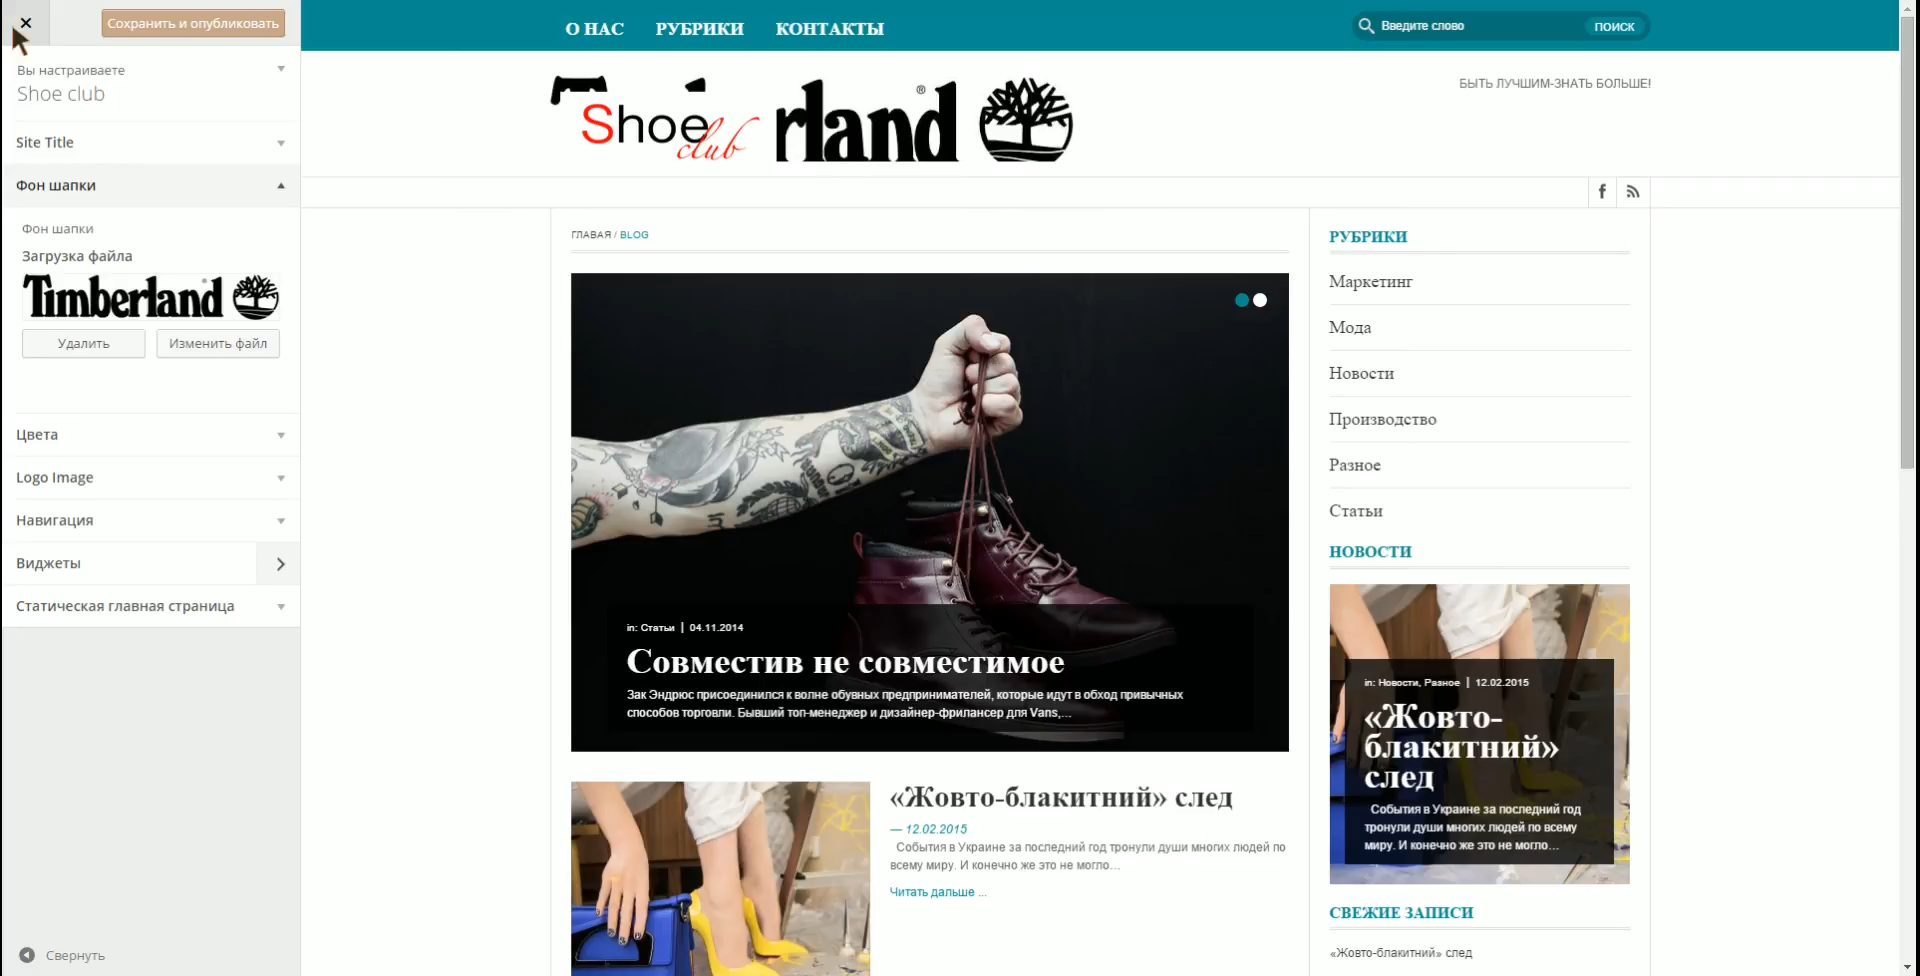 Сохранить и опубликовать
Вы настраиваете
Shoe club
Site Title
Фон шапки
Фон шапки
Загрузка файла
Timberland
Удалить
Изменить файл
Цвета
Logo Image
Навигация
Виджеты
Статическая главная страница
Свернуть
О НАС
РУБРИКИ
КОНТАКТЫ
Введите слово
ПОИСК
Shoe club
rland ®
БЫТЬ ЛУЧШИМ-ЗНАТЬ БОЛЬШЕ!
ГЛАВАЯ / BLOG
in: Статьи | 04.11.2014
Совместив не совместимое
Зак Эндрюс присоединился к волне обувных предпринимателей, которые идут в обход привычных
способов торговли. Бывший топ-менеджер и дизайнер-фрилансер для Vans,...
«Жовто-блакитний» след
— 12.02.2015
События в Украине за последний год тронули души многих людей по
всему миру. И конечно же это не могло...
Читать дальше ...
РУБРИКИ
Маркетинг
Мода
Новости
Производство
Разное
Статьи
НОВОСТИ
in: Новости, Разное | 12.02.2015
«Жовто-
блакитний»
след
События в Украине за последний год
тронули души многих людей по всему
миру. И конечно же это не могло...
СВЕЖИЕ ЗАПИСИ
«Жовто-блакитний» след